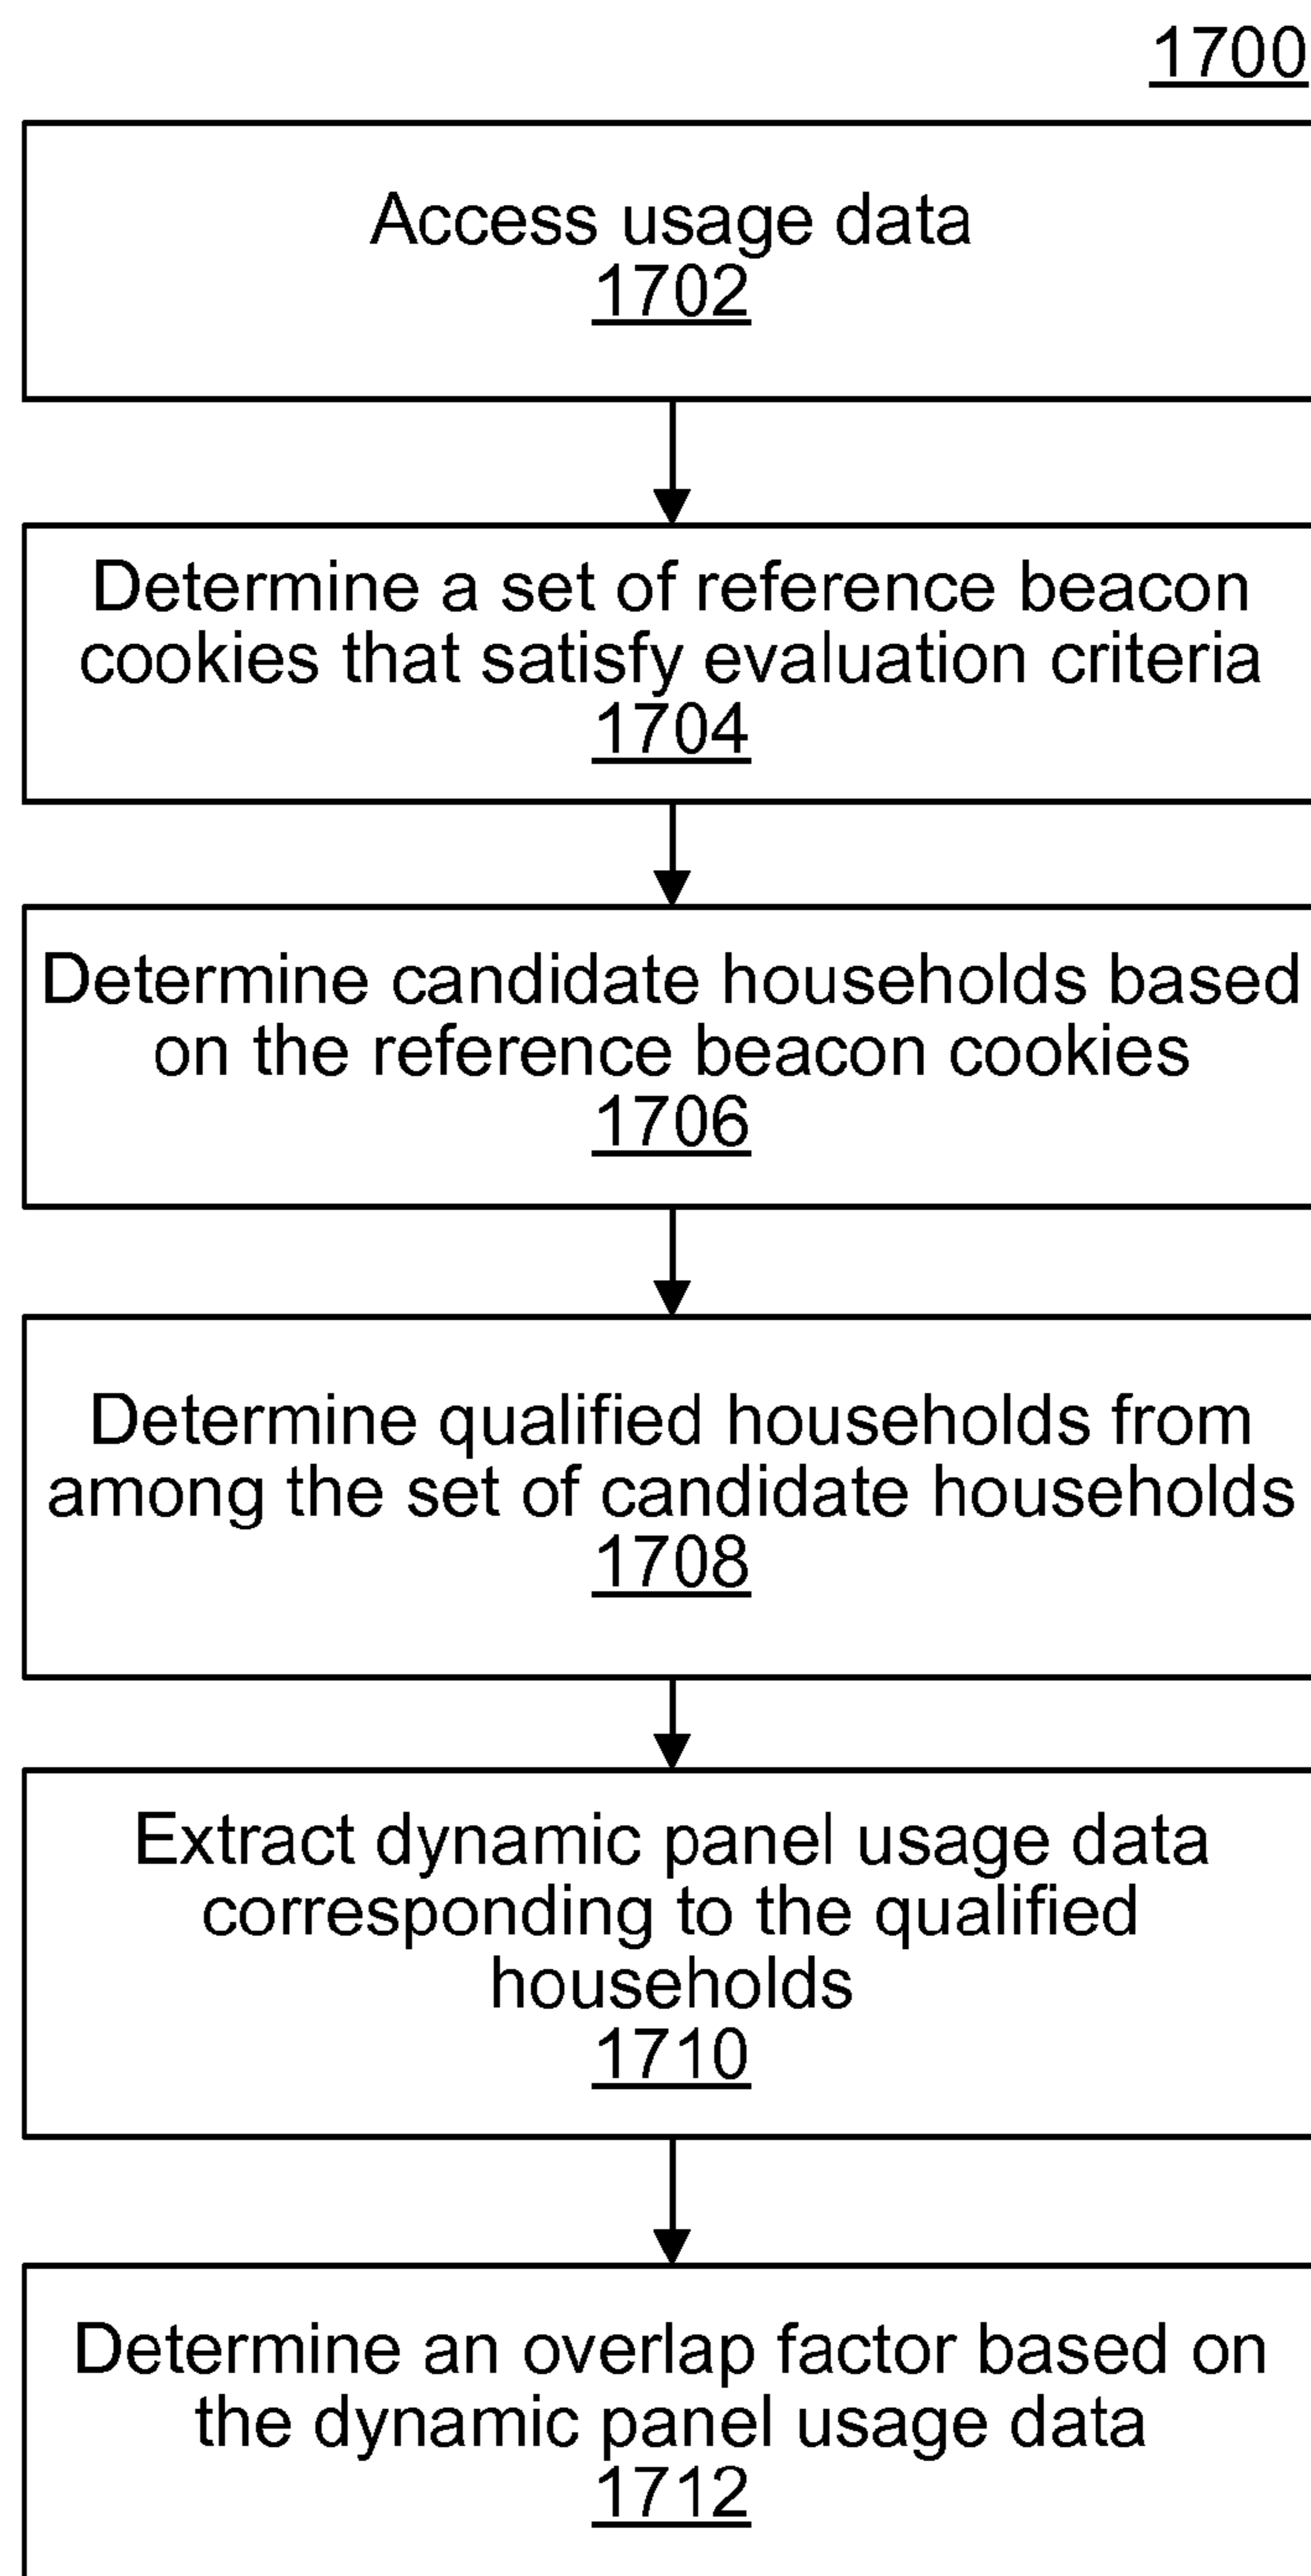 1700
Access usage data
1702
Determine a set of reference beacon
cookies that satisfy evaluation criteria
1704
Determine candidate households based
on the reference beacon cookies
1706
Determine qualified households from
among the set of candidate households
1708
Extract dynamic panel usage data
corresponding to the qualified
households
1710
Determine an overlap factor based on
the dynamic panel usage data
1712